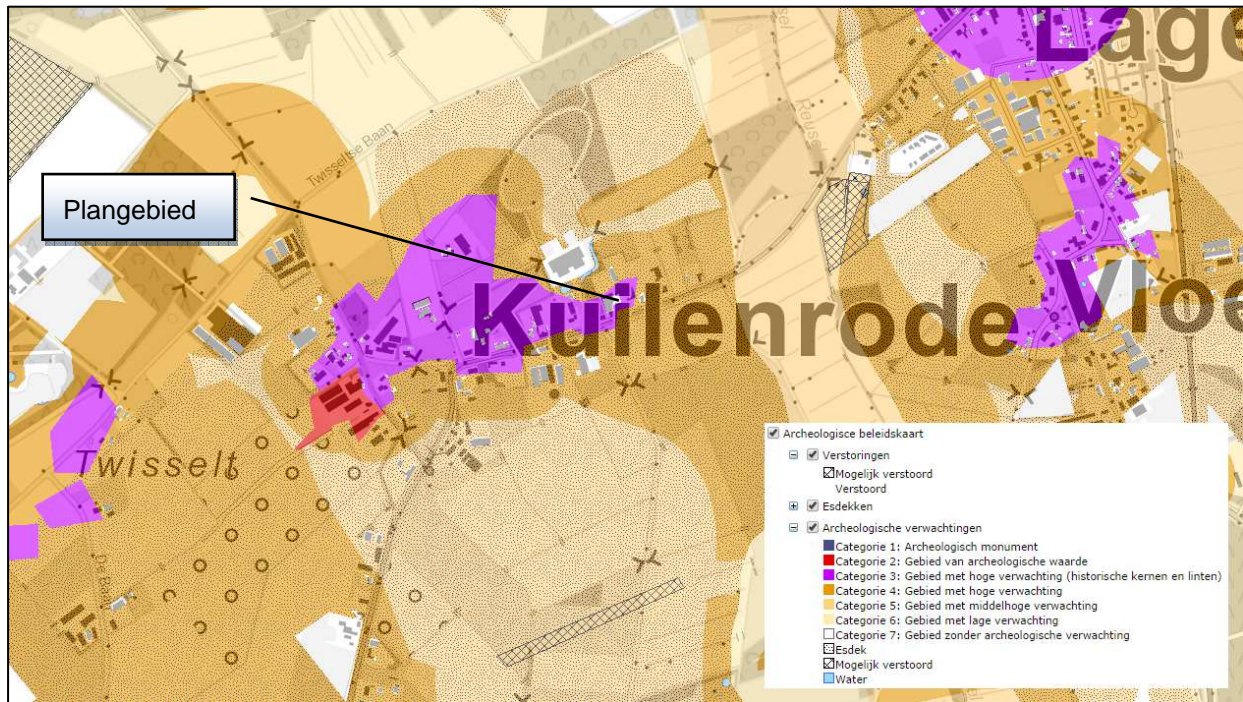 Lage
Twisseltse Baan
Reusel
Plangebied
Kuilenrode
Vloe
Twisselt
De Baan
Archeologisce beleidskaart
Verstoringen
Mogelijk verstoord
Verstoord
Esdekken
Archeologische verwachtingen
Categorie 1: Archeologisch monument
Categorie 2: Gebied van archeologische waarde
Categorie 3: Gebied met hoge verwachting (historische kernen en linten)
Categorie 4: Gebied met hoge verwachting
Categorie 5: Gebied met middelhoge verwachting
Categorie 6: Gebied met lage verwachting
Categorie 7: Gebied zonder archeologische verwachting
Esdek
Mogelijk verstoord
Water